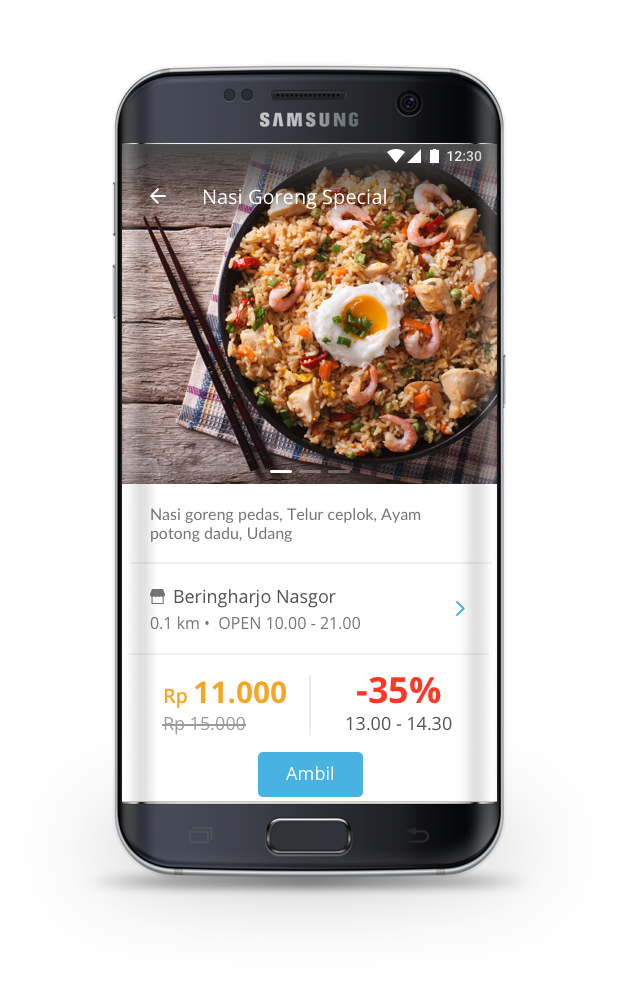 SAMSUNG
12:30
Nasi Goreng Special
Nasi goreng pedas, Telur ceplok, Ayam
potong dadu, Udang
Beringharjo Nasgor
0.1 km • OPEN 10.00 - 21.00
Rp 11.000
Rp 15.000
-35%
13.00 - 14.30
Ambil